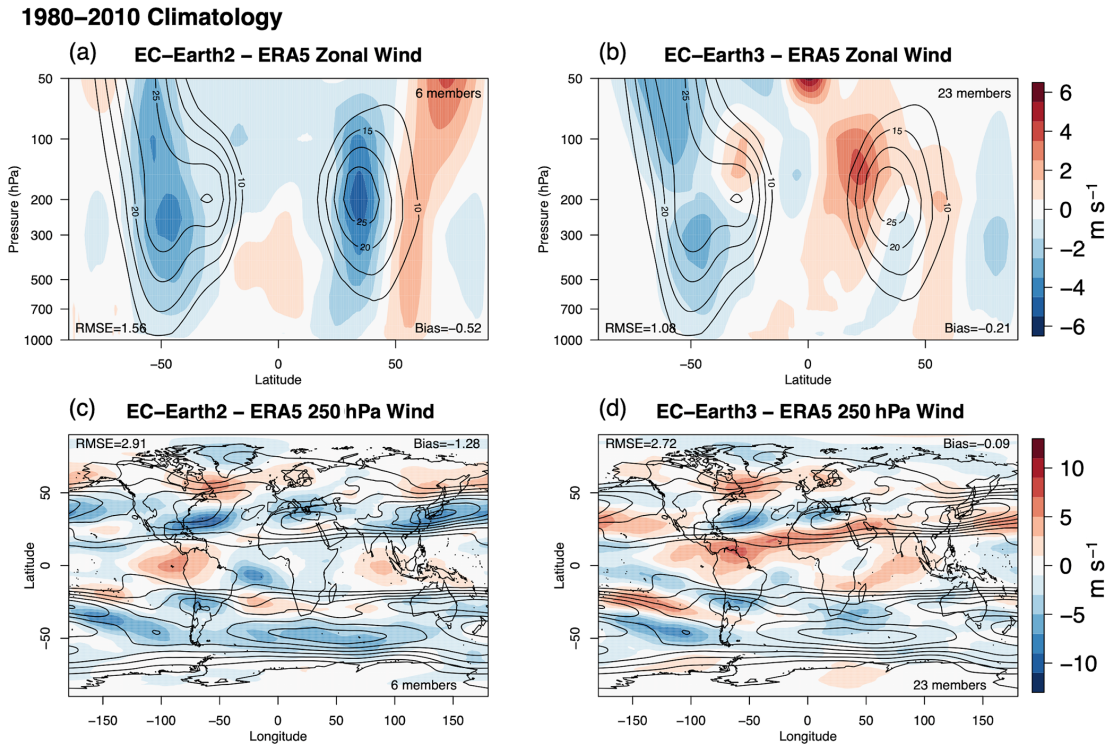 1980–2010 Climatology
(a) EC–Earth2 – ERA5 Zonal Wind
6 members
50
100
200
300
500
700
1000
Pressure (hPa)
25
20
10
15
25
20
10
RMSE=1.56 Bias=−0.52
−50 0 50
Latitude
(b) EC–Earth3 – ERA5 Zonal Wind
23 members
50
100
200
300
500
700
1000
Pressure (hPa)
25
20
10
15
25
20
10
RMSE=1.08 Bias=−0.21
−50 0 50
Latitude
6
4
2
0
−2
−4
−6
m s−1
(c) EC–Earth2 – ERA5 250 hPa Wind
RMSE=2.91 Bias=−1.28
50
0
−50
Latitude
6 members
−150 −100 −50 0 50 100 150
Longitude
(d) EC–Earth3 – ERA5 250 hPa Wind
RMSE=2.72 Bias=−0.09
50
0
−50
Latitude
23 members
−150 −100 −50 0 50 100 150
Longitude
10
5
0
−5
−10
m s−1